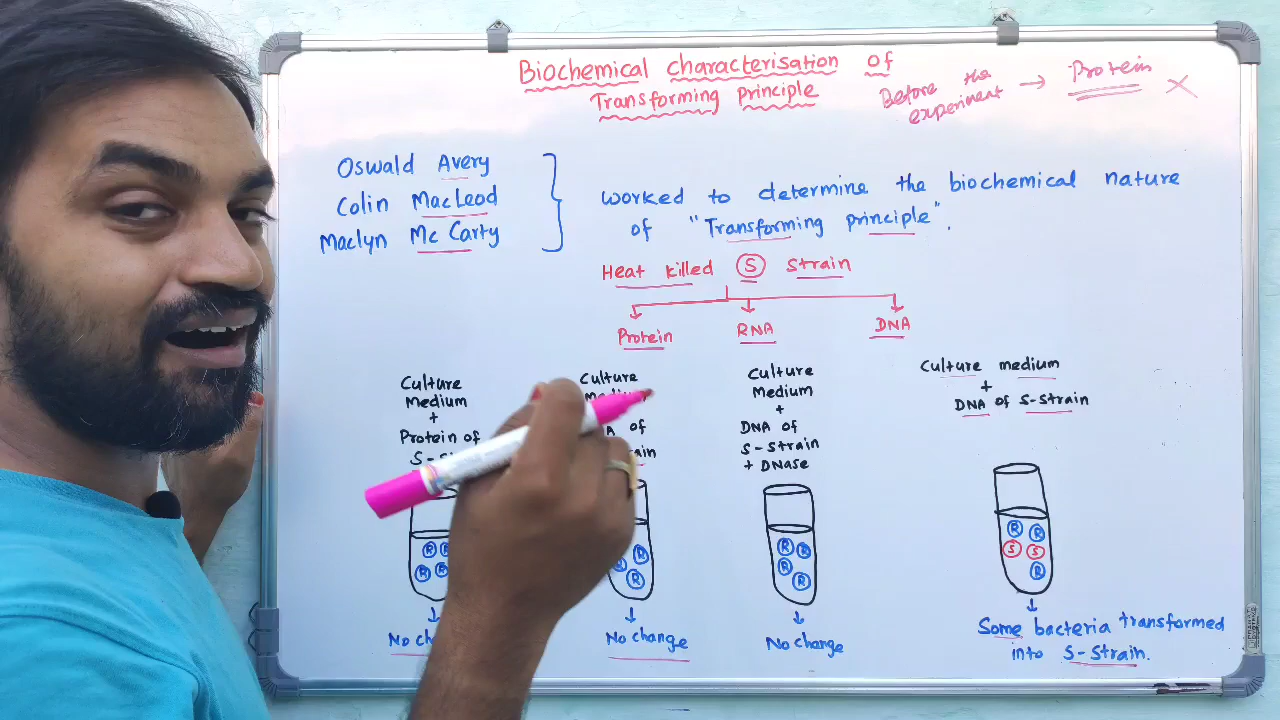 Biochemical characterisation of
Transforming Principle
Before the
experiment → Protein X
Oswald Avery
Colin MacLeod
Maclyn Mc Carty
worked to determine the biochemical nature
of "Transforming principle".
Heat killed S strain
Protein RNA DNA
Culture
Medium
+
Protein of
Culture
of
Culture
Medium
+
DNA of
S-strain
+ DNase
Culture medium
+
DNA of S-strain
R R
R R
R
R
R R
R R
R R
S S
R
No
No change
No change
Some bacteria transformed
into S-strain.